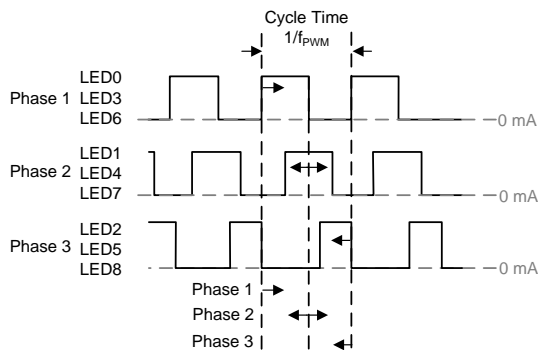 Cycle Time
1/fPWM
LED0
Phase 1 LED3
LED6
0 mA
LED1
Phase 2 LED4
LED7
0 mA
LED2
Phase 3 LED5
LED8
0 mA
Phase 1
Phase 2
Phase 3